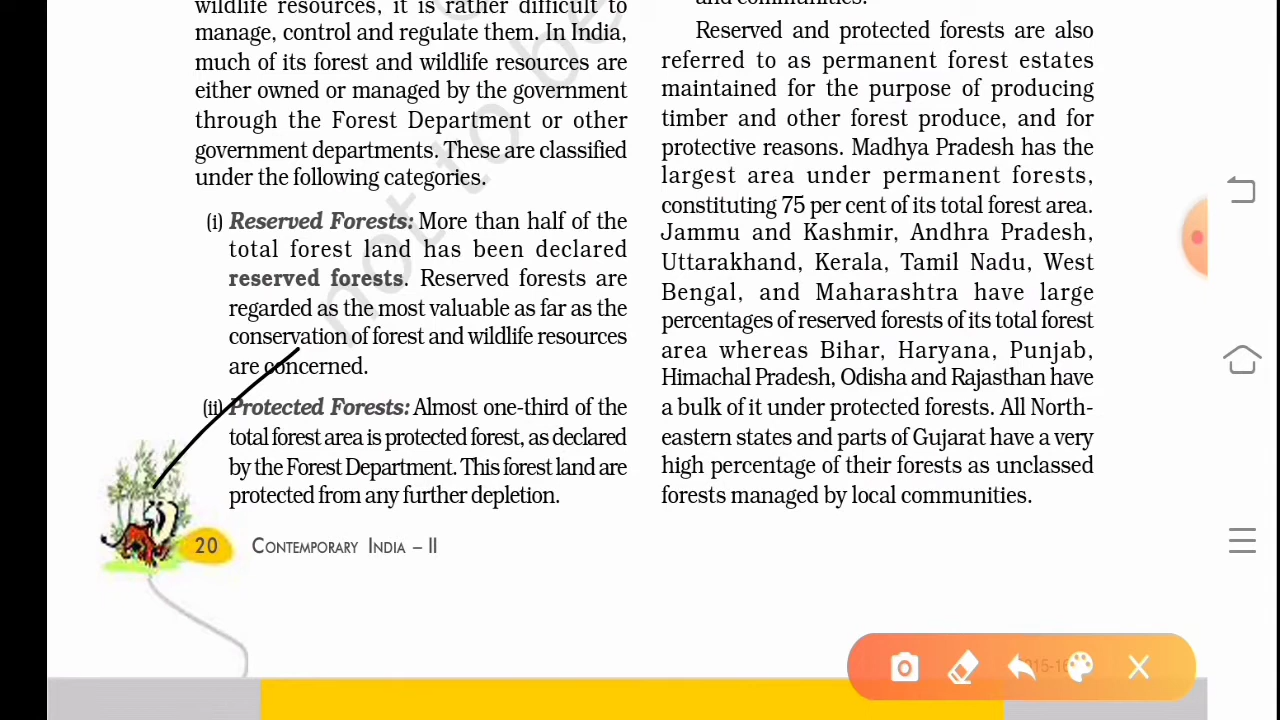 wildlife resources, it is rather difficult to
manage, control and regulate them. In India,
much of its forest and wildlife resources are
either owned or managed by the government
through the Forest Department or other
government departments. These are classified
under the following categories.
(i) Reserved Forests: More than half of the
total forest land has been declared
reserved forests. Reserved forests are
regarded as the most valuable as far as the
conservation of forest and wildlife resources
are concerned.
(ii) Protected Forests: Almost one-third of the
total forest area is protected forest, as declared
by the Forest Department. This forest land are
protected from any further depletion.
20 CONTEMPORARY INDIA – II
and communities.
Reserved and protected forests are also
referred to as permanent forest estates
maintained for the purpose of producing
timber and other forest produce, and for
protective reasons. Madhya Pradesh has the
largest area under permanent forests,
constituting 75 per cent of its total forest area.
Jammu and Kashmir, Andhra Pradesh,
Uttarakhand, Kerala, Tamil Nadu, West
Bengal, and Maharashtra have large
percentages of reserved forests of its total forest
area whereas Bihar, Haryana, Punjab,
Himachal Pradesh, Odisha and Rajasthan have
a bulk of it under protected forests. All North-
eastern states and parts of Gujarat have a very
high percentage of their forests as unclassed
forests managed by local communities.
not to be